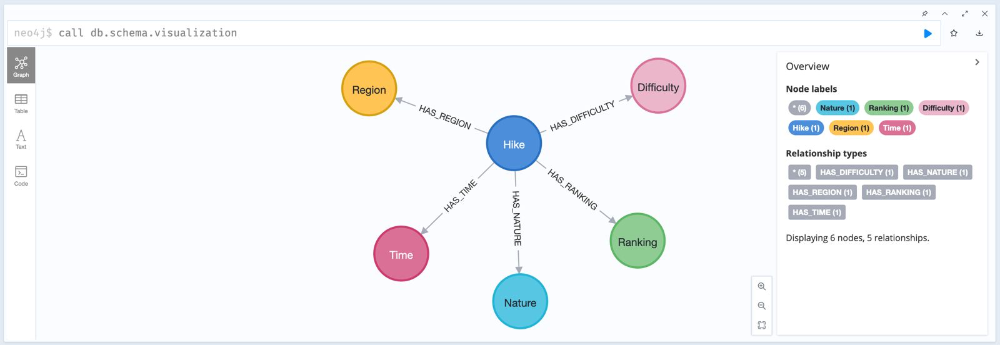 neo4j$ call db.schema.visualization
Graph
Table
Text
Code
Region
Difficulty
HAS_REGION
HAS_DIFFICULTY
Hike
HAS_TIME
HAS_NATURE
HAS_RANKING
Time
Ranking
Nature
Overview
Node labels
* (6) Nature (1) Ranking (1) Difficulty (1)
Hike (1) Region (1) Time (1)
Relationship types
* (5) HAS_DIFFICULTY (1) HAS_NATURE (1)
HAS_REGION (1) HAS_RANKING (1)
HAS_TIME (1)
Displaying 6 nodes, 5 relationships.